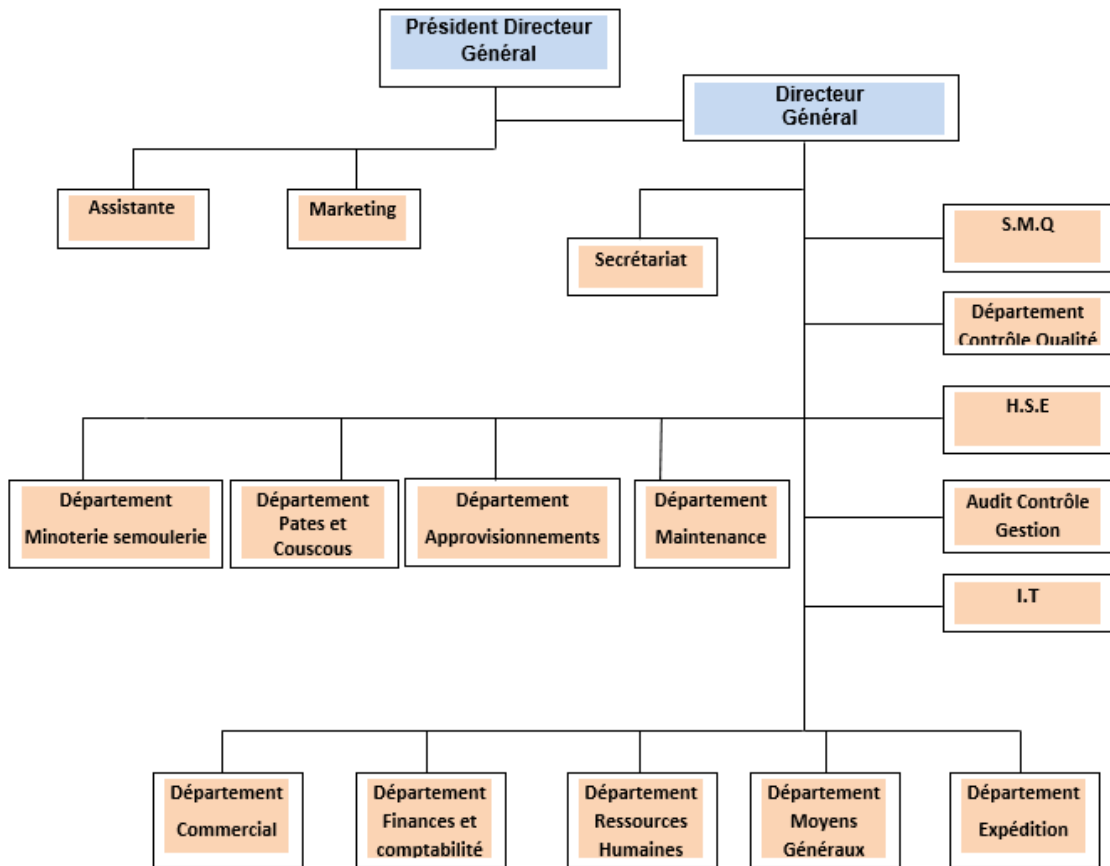 Président Directeur
Général
Directeur
Général
Assistante
Marketing
Secrétariat
S.M.Q
Département
Contrôle Qualité
H.S.E
Département
Minoterie semoulerie
Département
Pates et
Couscous
Département
Approvisionnements
Département
Maintenance
Audit Contrôle
Gestion
I.T
Département
Commercial
Département
Finances et
comptabilité
Département
Ressources
Humaines
Département
Moyens
Généraux
Département
Expédition